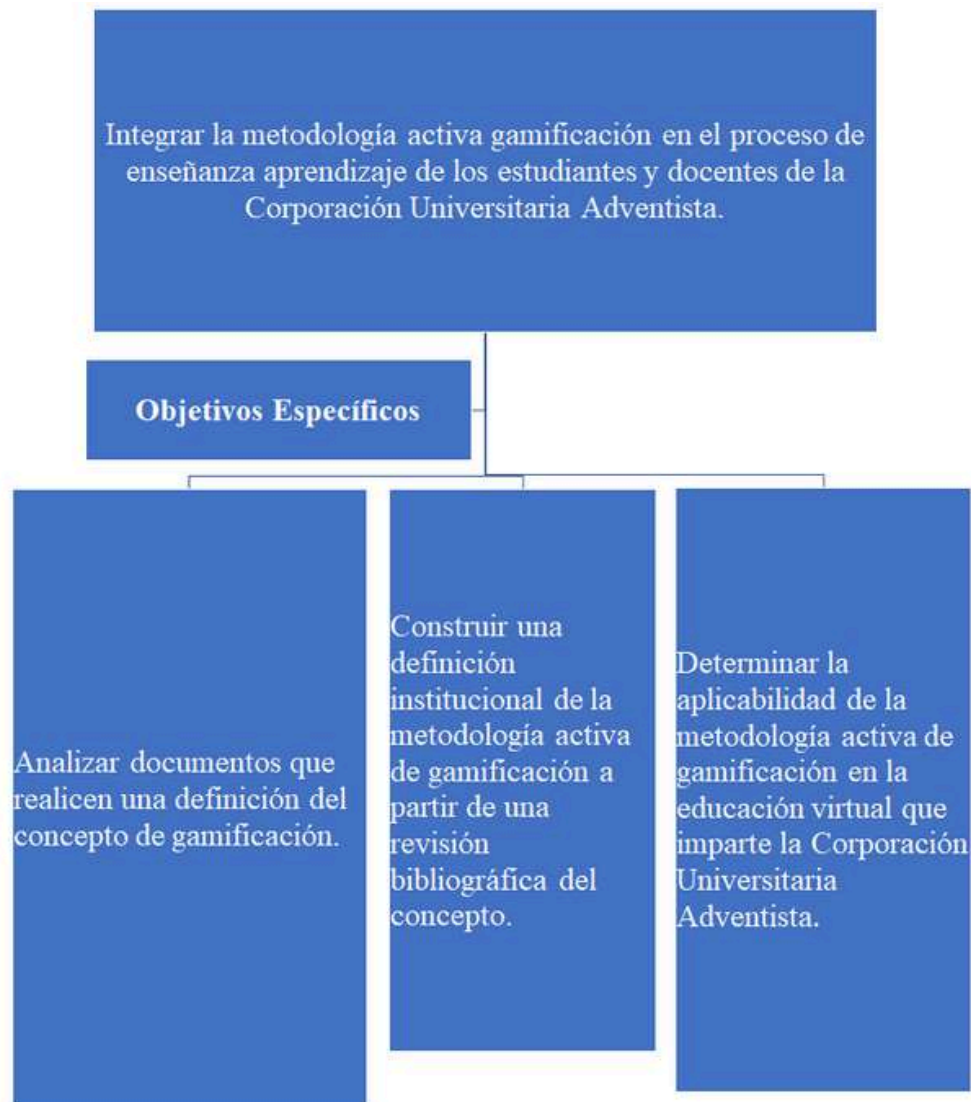 Integrar la metodología activa gamificación en el proceso de
enseñanza aprendizaje de los estudiantes y docentes de la
Corporación Universitaria Adventista.
Objetivos Específicos
Analizar documentos que
realicen una definición del
concepto de gamificación.
Construir una
definición
institucional de la
metodología activa
de gamificación a
partir de una
revisión
bibliográfica del
concepto.
Determinar la
aplicabilidad de la
metodología activa de
gamificación en la
educación virtual que
imparte la Corporación
Universitaria
Adventista.